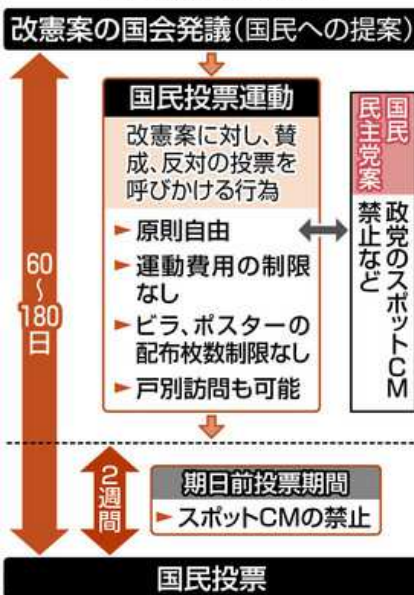 改憲案の国会発議(国民への提案)
国民投票運動
改憲案に対し、賛
成、反対の投票を
呼びかける行為
▶原則自由
▶運動費用の制限
なし
▶ビラ、ポスターの
配布枚数制限なし
▶戸別訪問も可能
国民
民主党案
政党のスポットCM
禁止など
60
〜
180
日
2週間
期日前投票期間
▶スポットCMの禁止
国民投票